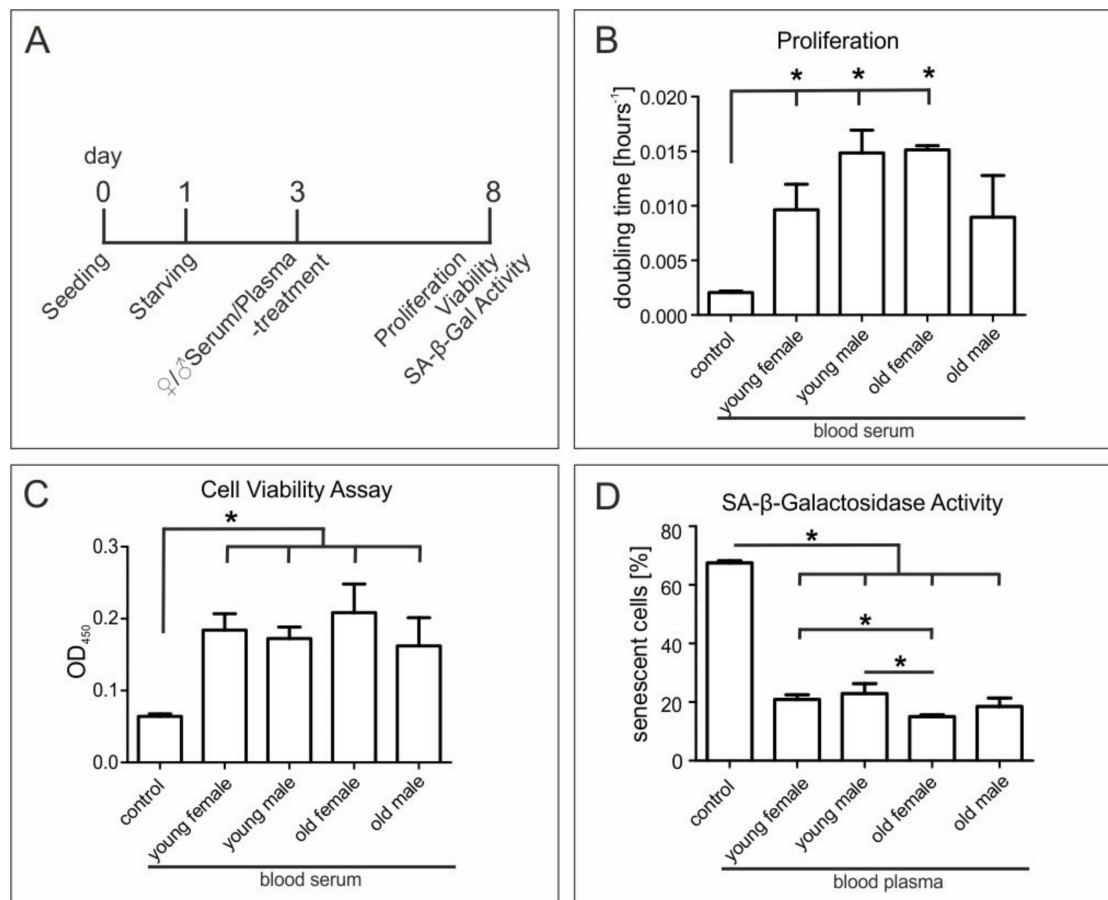 A
day
0 1 3 8
Seeding
Starving
♀/♂Serum/Plasma
-treatment
Proliferation
Viability
SA-β-Gal Activity
B
Proliferation
* * *
doubling time [hours⁻¹]
0.020
0.015
0.010
0.005
0.000
control
young female
young male
old female
old male
blood serum
C
Cell Viability Assay
*
OD₄₅₀
0.3
0.2
0.1
0.0
control
young female
young male
old female
old male
blood serum
D
SA-β-Galactosidase Activity
*
*
*
senescent cells [%]
80
60
40
20
0
control
young female
young male
old female
old male
blood plasma